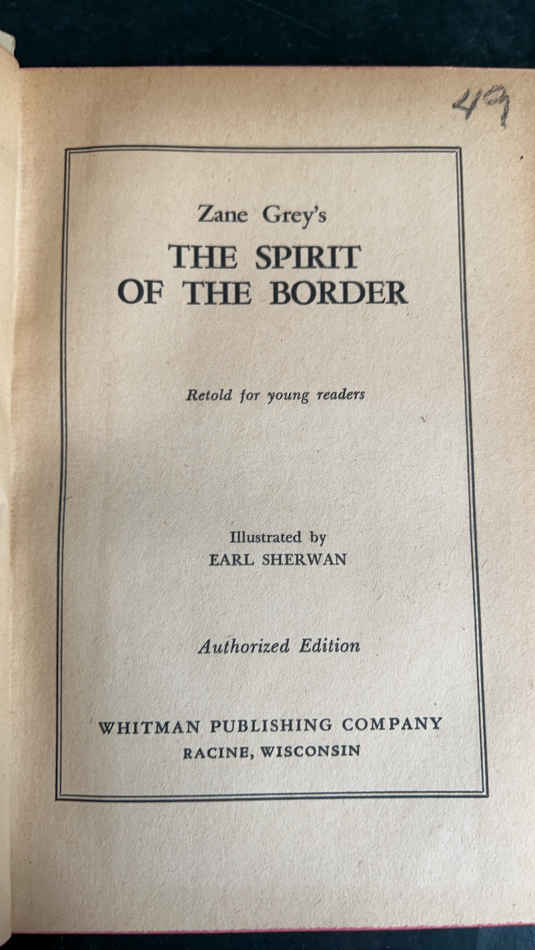 49
Zane Grey's
THE SPIRIT
OF THE BORDER
Retold for young readers
Illustrated by
EARL SHERWAN
Authorized Edition
WHITMAN PUBLISHING COMPANY
RACINE, WISCONSIN